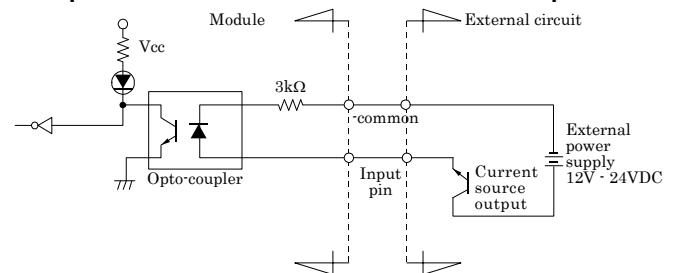 Module
External circuit
Vcc
3kΩ
-common
External
power
supply
12V - 24VDC
Input
pin
Current
source
output
Opto-coupler